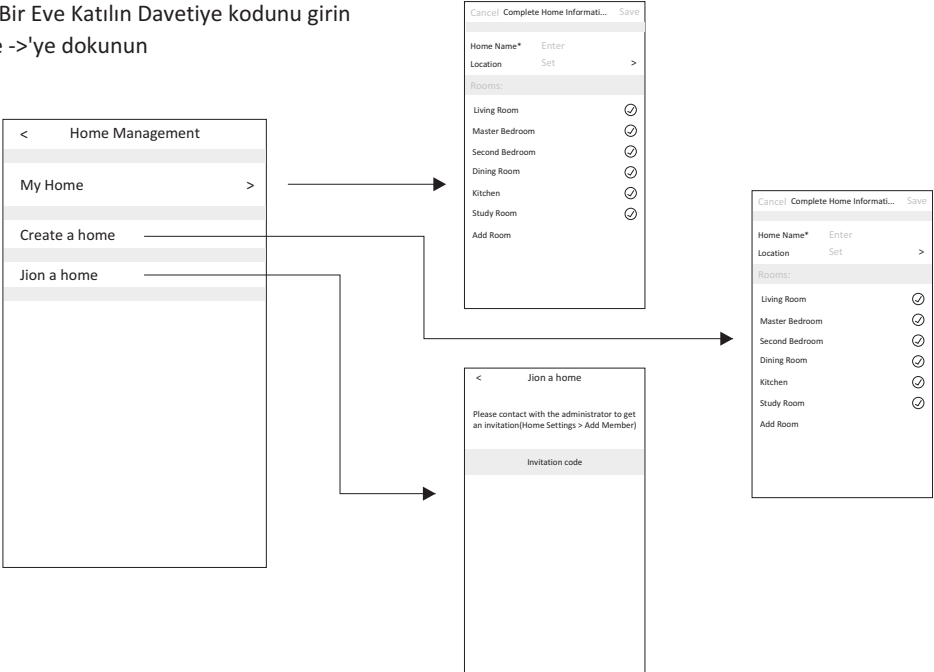 Bir Eve Katılın Davetiye kodunu girin
->'ye dokunun
< Home Management
My Home >
Create a home
Jion a home
Cancel Complete Home Informati... Save
Home Name* Enter
Location Set >
Rooms:
Living Room
Master Bedroom
Second Bedroom
Dining Room
Kitchen
Study Room
Add Room
< Jion a home
Please contact with the administrator to get
an invitation(Home Settings > Add Member)
Invitation code
Cancel Complete Home Informati... Save
Home Name* Enter
Location Set >
Rooms:
Living Room
Master Bedroom
Second Bedroom
Dining Room
Kitchen
Study Room
Add Room